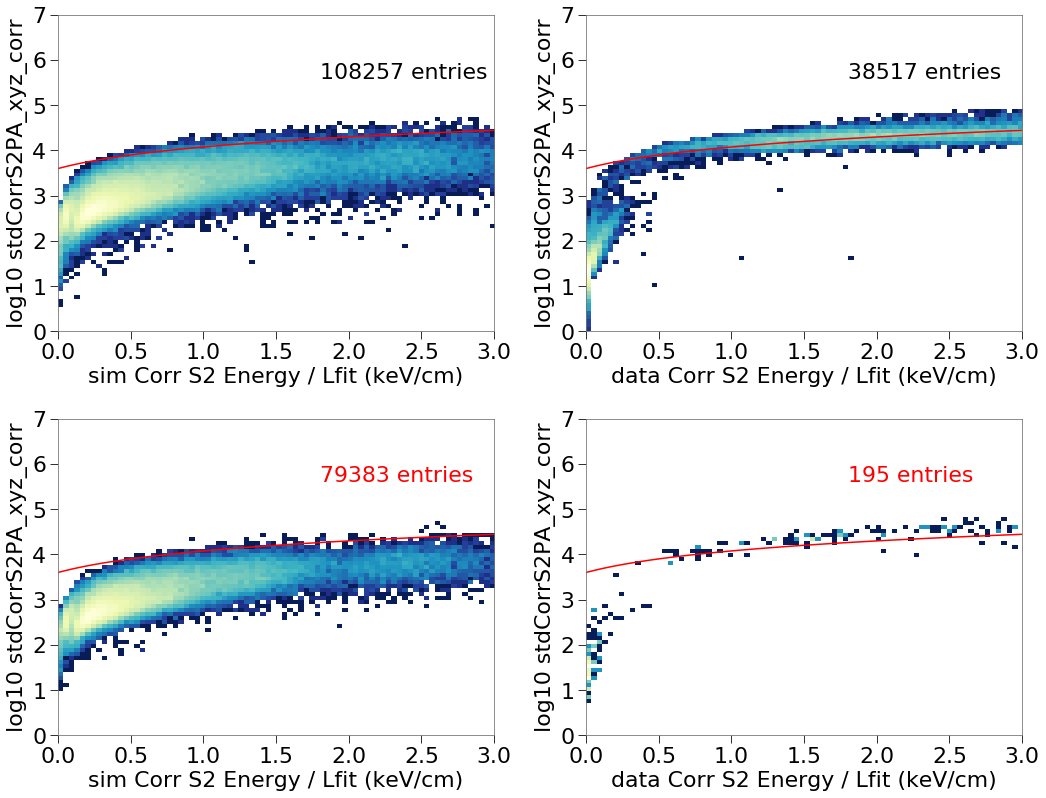 7
6
5
4
3
2
1
0
log10 stdCorrS2PA_xyz_corr
108257 entries
0.0 0.5 1.0 1.5 2.0 2.5 3.0
sim Corr S2 Energy / Lfit (keV/cm)
7
6
5
4
3
2
1
0
log10 stdCorrS2PA_xyz_corr
38517 entries
0.0 0.5 1.0 1.5 2.0 2.5 3.0
data Corr S2 Energy / Lfit (keV/cm)
7
6
5
4
3
2
1
0
log10 stdCorrS2PA_xyz_corr
79383 entries
0.0 0.5 1.0 1.5 2.0 2.5 3.0
sim Corr S2 Energy / Lfit (keV/cm)
7
6
5
4
3
2
1
0
log10 stdCorrS2PA_xyz_corr
195 entries
0.0 0.5 1.0 1.5 2.0 2.5 3.0
data Corr S2 Energy / Lfit (keV/cm)